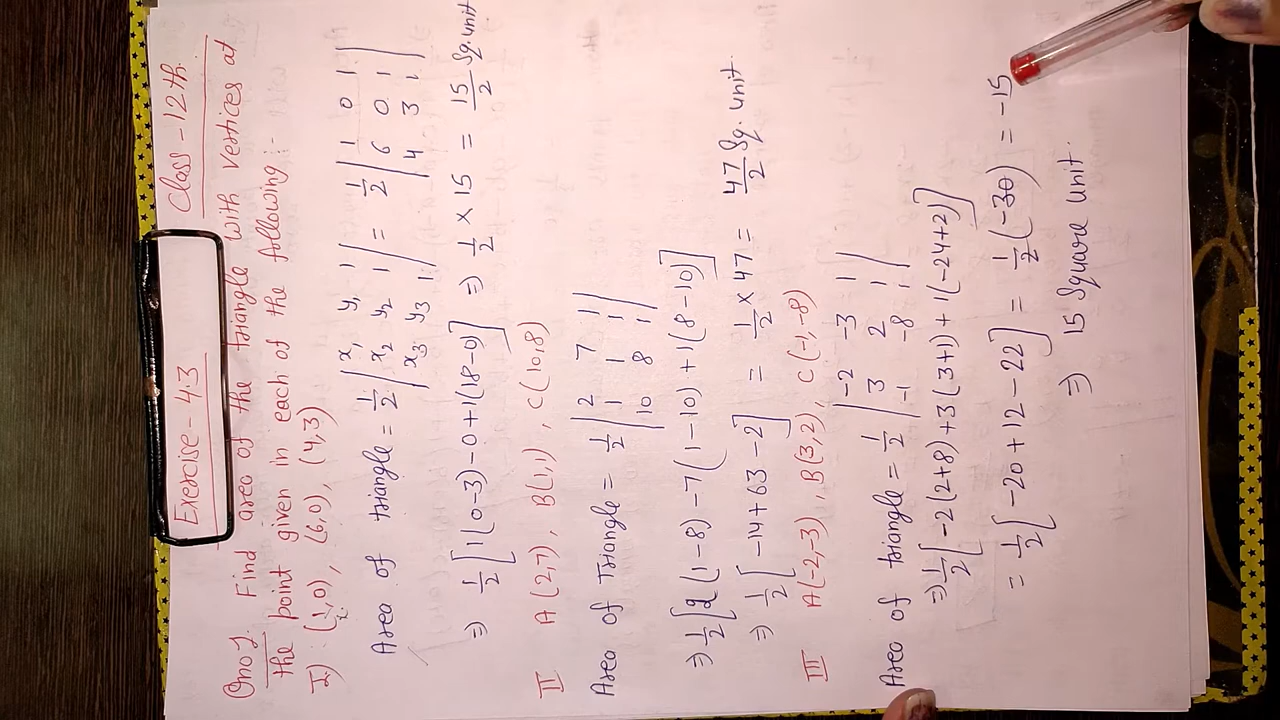 Exercise - 4.3 Class - 12th.
Qno 1. Find area of the triangle with vertices at
the point given in each of the following :-
I) : (1,0), (6,0), (4,3)
Area of triangle = 1/2 | x₁ y₁ 1 | = 1/2 | 1 0 1 |
| x₂ y₂ 1 | | 6 0 1 |
| x₃ y₃ 1 | | 4 3 1 |
⇒ 1/2 [1(0-3)-0+1(18-0)] ⇒ 1/2 × 15 = 15/2 Sq. unit
II A(2,7), B(1,1), C(10,8)
Area of Triangle = 1/2 | 2 7 1 |
| 1 1 1 |
| 10 8 1 |
⇒ 1/2 [2(1-8) -7(1-10) + 1(8-10)]
⇒ 1/2 [-14+63-2] = 1/2 × 47 = 47/2 Sq. unit
III A(-2,-3), B(3,2), C(-1,-8)
Area of triangle = 1/2 | -2 -3 1 |
| 3 2 1 |
| -1 -8 1 |
⇒ 1/2 [-2(2+8)+3(3+1)+1(-24+2)]
= 1/2 [-20+12-22] = 1/2 (-30) = -15
⇒ 15 Square unit.